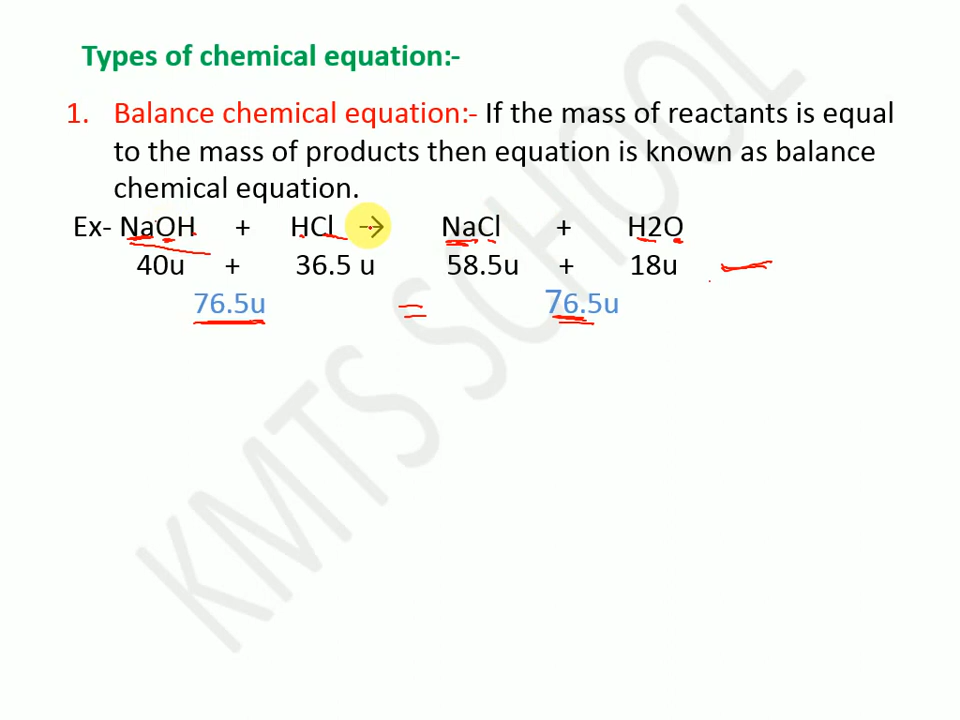 Types of chemical equation:-
1. Balance chemical equation:- If the mass of reactants is equal
to the mass of products then equation is known as balance
chemical equation.
Ex- NaOH + HCl → NaCl + H2O
40u + 36.5 u 58.5u + 18u
76.5u = 76.5u
KMTS SCHOOL